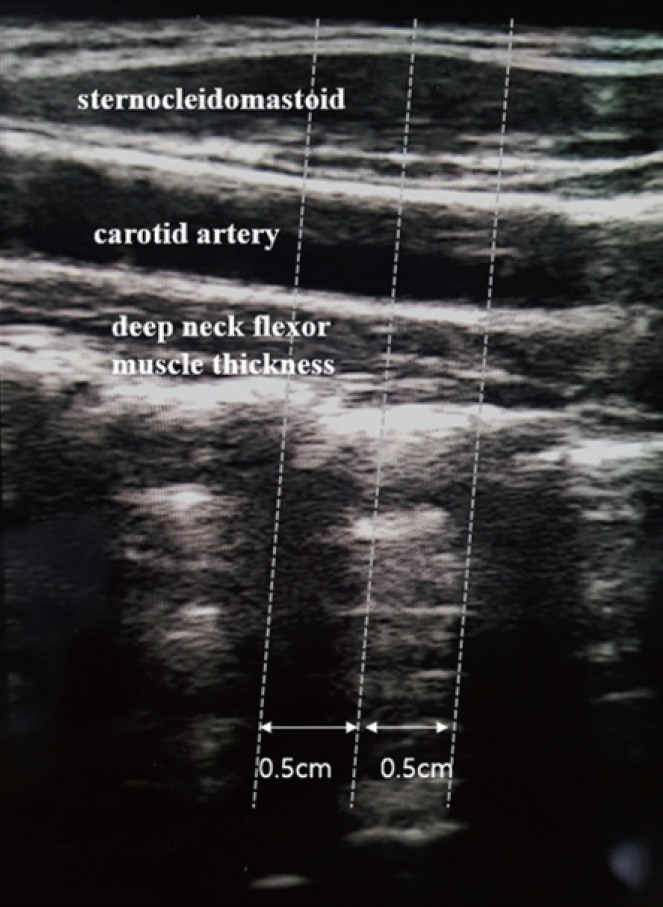 sternocleidomastoid
carotid artery
deep neck flexor
muscle thickness
0.5cm
0.5cm